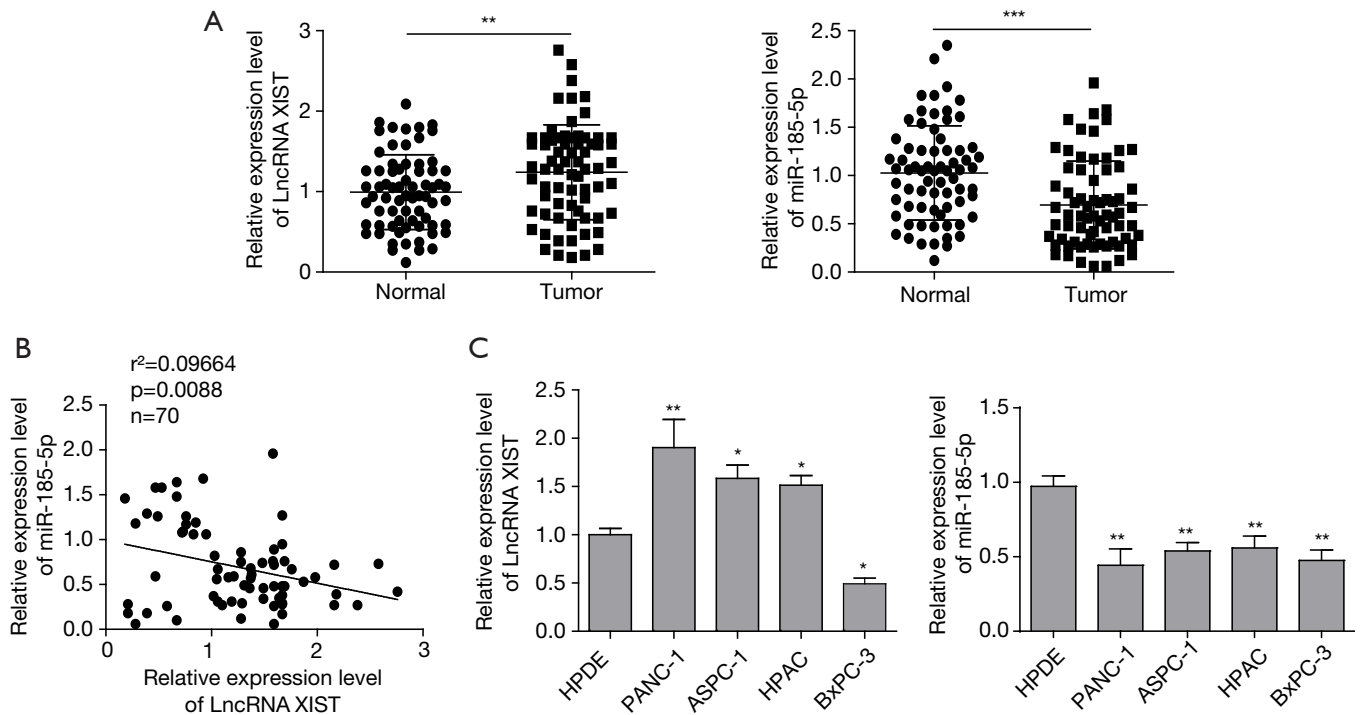 A
Relative expression level
of LncRNA XIST
3
2
1
0
**
Normal
Tumor
Relative expression level
of miR-185-5p
2.5
2.0
1.5
1.0
0.5
0.0
***
Normal
Tumor
B
r²=0.09664
p=0.0088
n=70
Relative expression level
of miR-185-5p
2.5
2.0
1.5
1.0
0.5
0.0
0
1
2
3
Relative expression level
of LncRNA XIST
C
Relative expression level
of LncRNA XIST
2.5
2.0
1.5
1.0
0.5
0.0
**
*
*
*
HPDE
PANC-1
ASPC-1
HPAC
BxPC-3
Relative expression level
of miR-185-5p
1.5
1.0
0.5
0.0
**
**
**
**
HPDE
PANC-1
ASPC-1
HPAC
BxPC-3